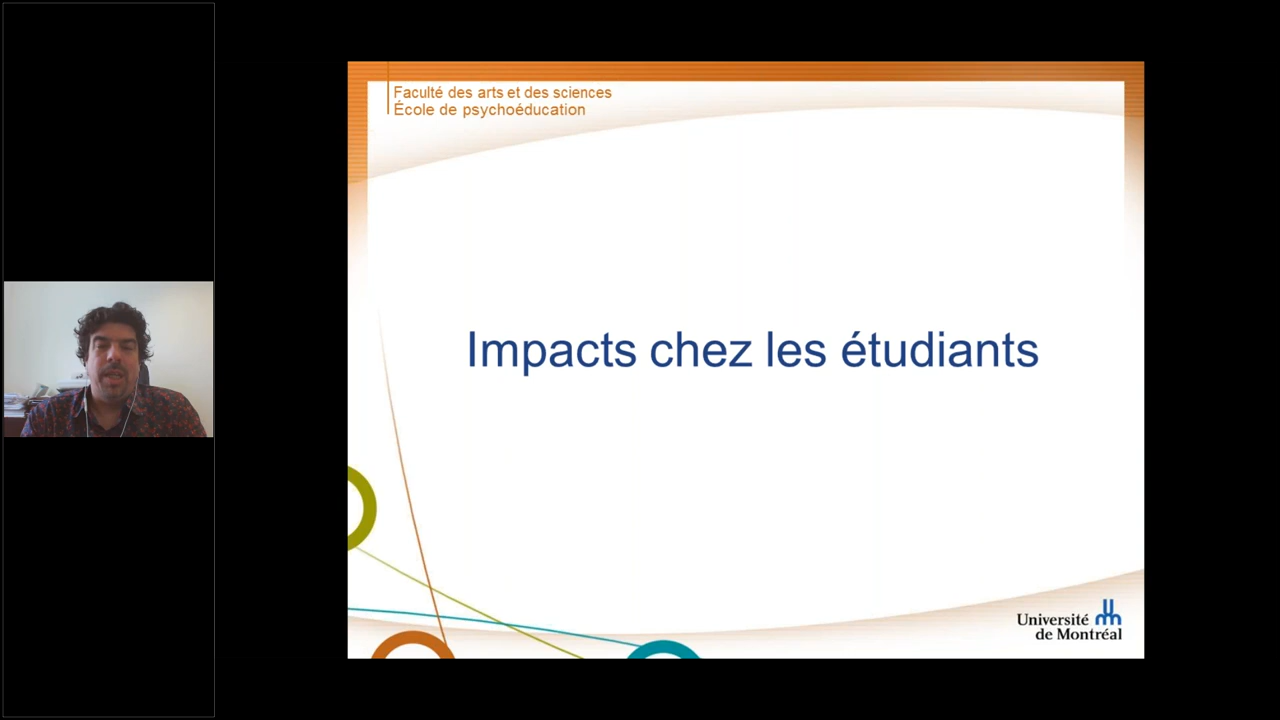 Faculté des arts et des sciences
École de psychoéducation
Impacts chez les étudiants
Université
de Montréal